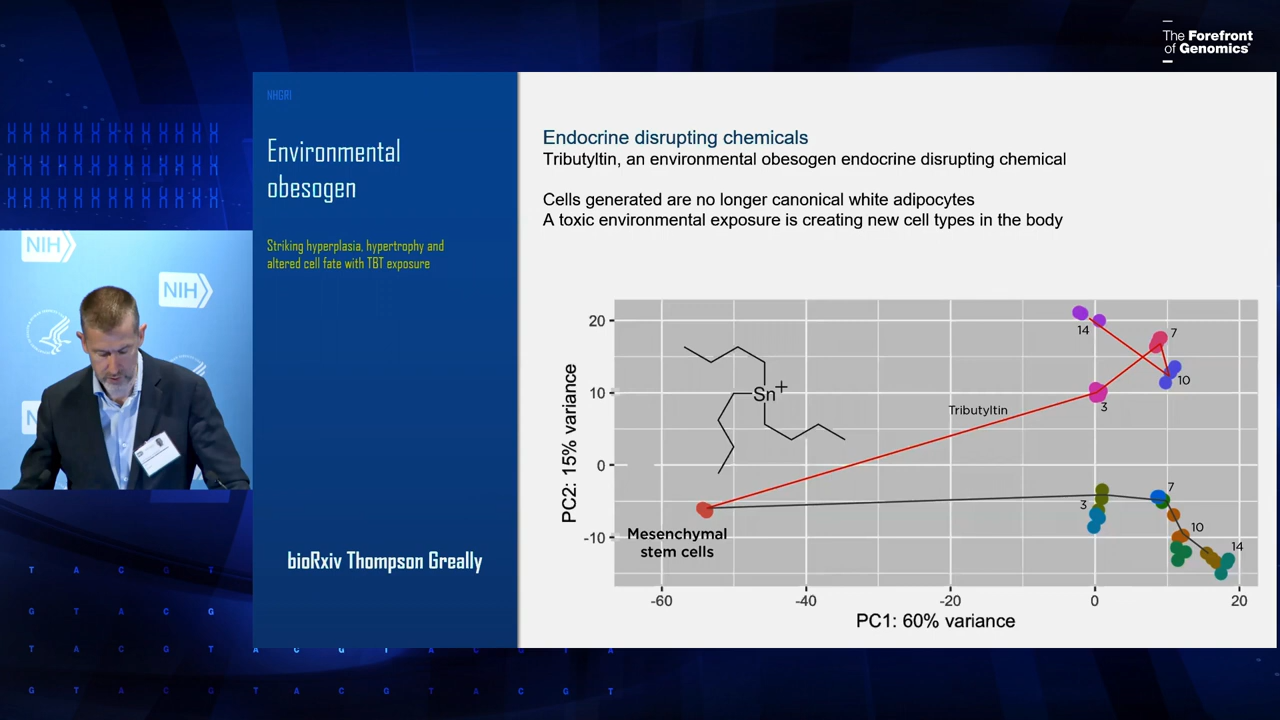 The Forefront
of Genomics®
NHGRI
Environmental
obesogen
Striking hyperplasia, hypertrophy and
altered cell fate with TBT exposure
bioRxiv Thompson Greally
Endocrine disrupting chemicals
Tributyltin, an environmental obesogen endocrine disrupting chemical
Cells generated are no longer canonical white adipocytes
A toxic environmental exposure is creating new cell types in the body
PC2: 15% variance
20
10
0
-10
Sn+
Tributyltin
14
7
10
3
Mesenchymal
stem cells
3
7
10
14
-60
-40
-20
0
20
PC1: 60% variance
NIH
NIH
NI
T A C G T
G T A C G
T A C G T A C G T A C C T A
G T A C G T A C G T A C G T